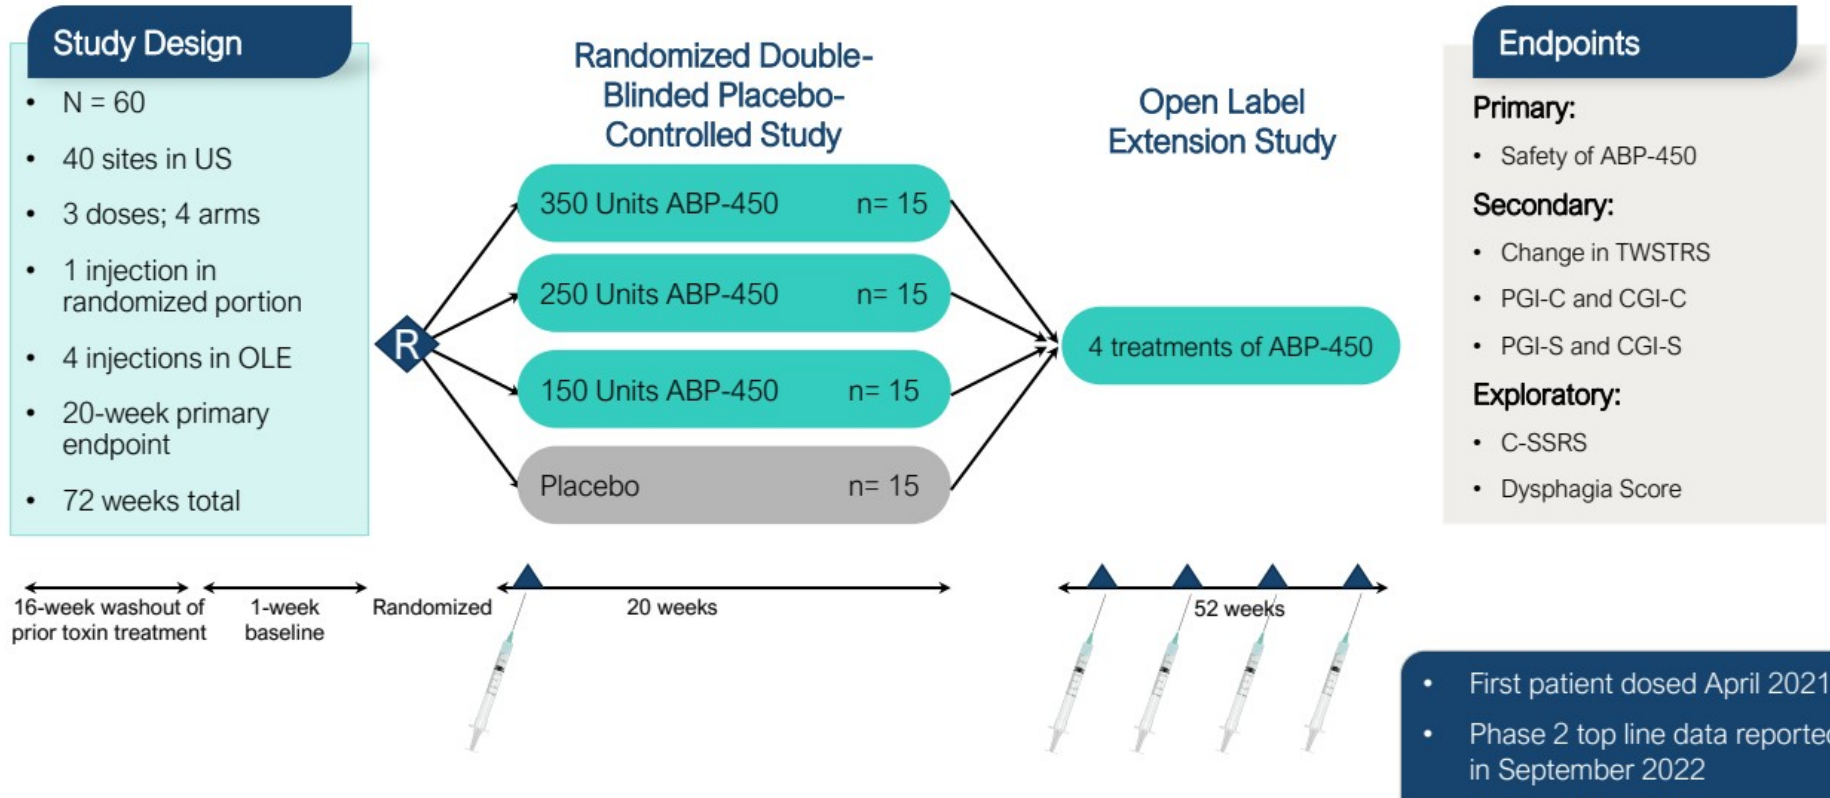 Study Design
• N = 60
• 40 sites in US
• 3 doses; 4 arms
• 1 injection in
randomized portion
• 4 injections in OLE
• 20-week primary
endpoint
• 72 weeks total
Randomized Double-
Blinded Placebo-
Controlled Study
R
350 Units ABP-450 n= 15
250 Units ABP-450 n= 15
150 Units ABP-450 n= 15
Placebo n= 15
Open Label
Extension Study
4 treatments of ABP-450
Endpoints
Primary:
• Safety of ABP-450
Secondary:
• Change in TWSTRS
• PGI-C and CGI-C
• PGI-S and CGI-S
Exploratory:
• C-SSRS
• Dysphagia Score
16-week washout of
prior toxin treatment
1-week
baseline
Randomized
20 weeks
52 weeks
• First patient dosed April 2021
• Phase 2 top line data reported
in September 2022